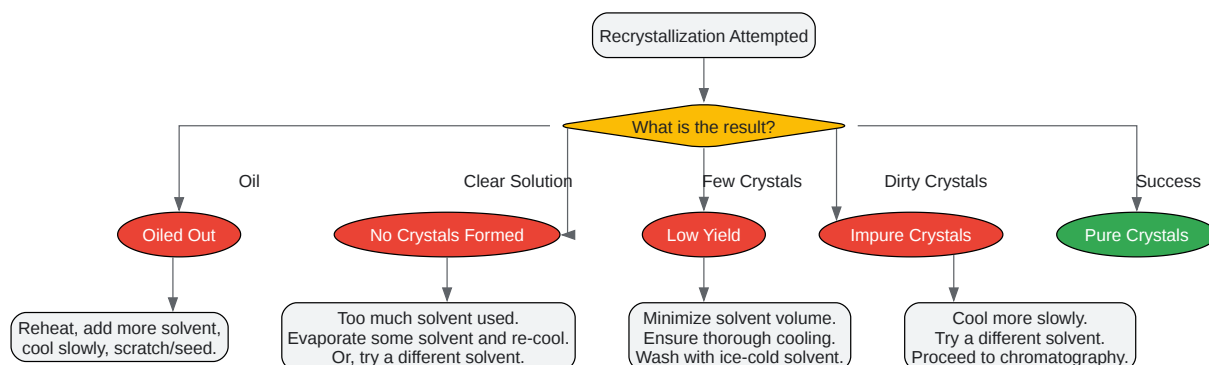 Recrystallization Attempted
What is the result?
Oil
Clear Solution
Few Crystals
Dirty Crystals
Success
Oiled Out
No Crystals Formed
Low Yield
Impure Crystals
Pure Crystals
Reheat, add more solvent,
cool slowly, scratch/seed.
Too much solvent used.
Evaporate some solvent and re-cool.
Or, try a different solvent.
Minimize solvent volume.
Ensure thorough cooling.
Wash with ice-cold solvent.
Cool more slowly.
Try a different solvent.
Proceed to chromatography.